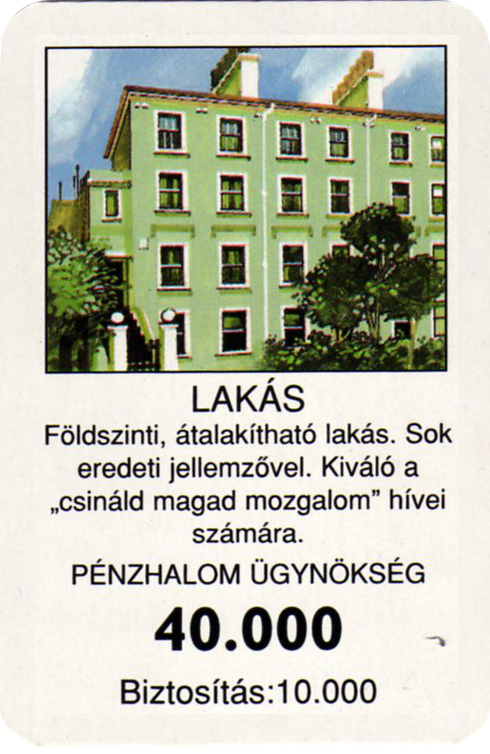 LAKÁS
Földszinti, átalakítható lakás. Sok
eredeti jellemzővel. Kiváló a
„csináld magad mozgalom” hívei
számára.
PÉNZHALOM ÜGYNÖKSÉG
40.000
Biztosítás:10.000